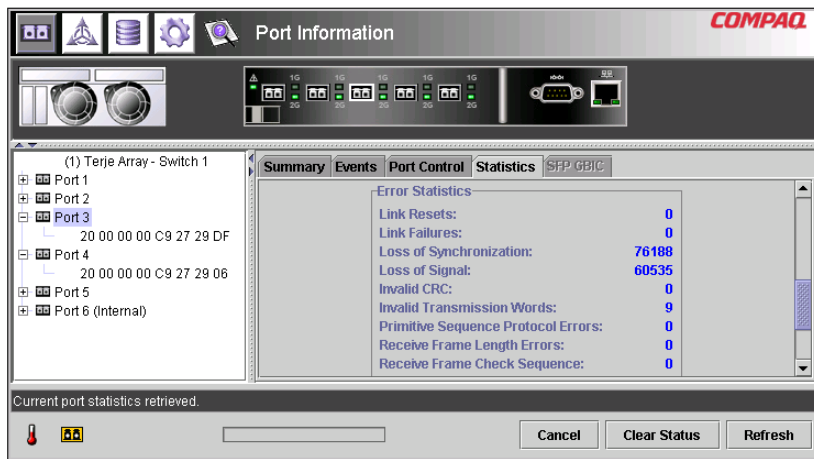 Port Information
COMPAQ
1G 1G 1G 1G 1G
2G 2G 2G 2G 2G
(1) Terje Array - Switch 1
Port 1
Port 2
Port 3
20 00 00 00 C9 27 29 DF
Port 4
20 00 00 00 C9 27 29 06
Port 5
Port 6 (Internal)
Summary Events Port Control Statistics SFP GBIC
Error Statistics
Link Resets: 0
Link Failures: 0
Loss of Synchronization: 76188
Loss of Signal: 60535
Invalid CRC: 0
Invalid Transmission Words: 9
Primitive Sequence Protocol Errors: 0
Receive Frame Length Errors: 0
Receive Frame Check Sequence: 0
Current port statistics retrieved.
Cancel Clear Status Refresh